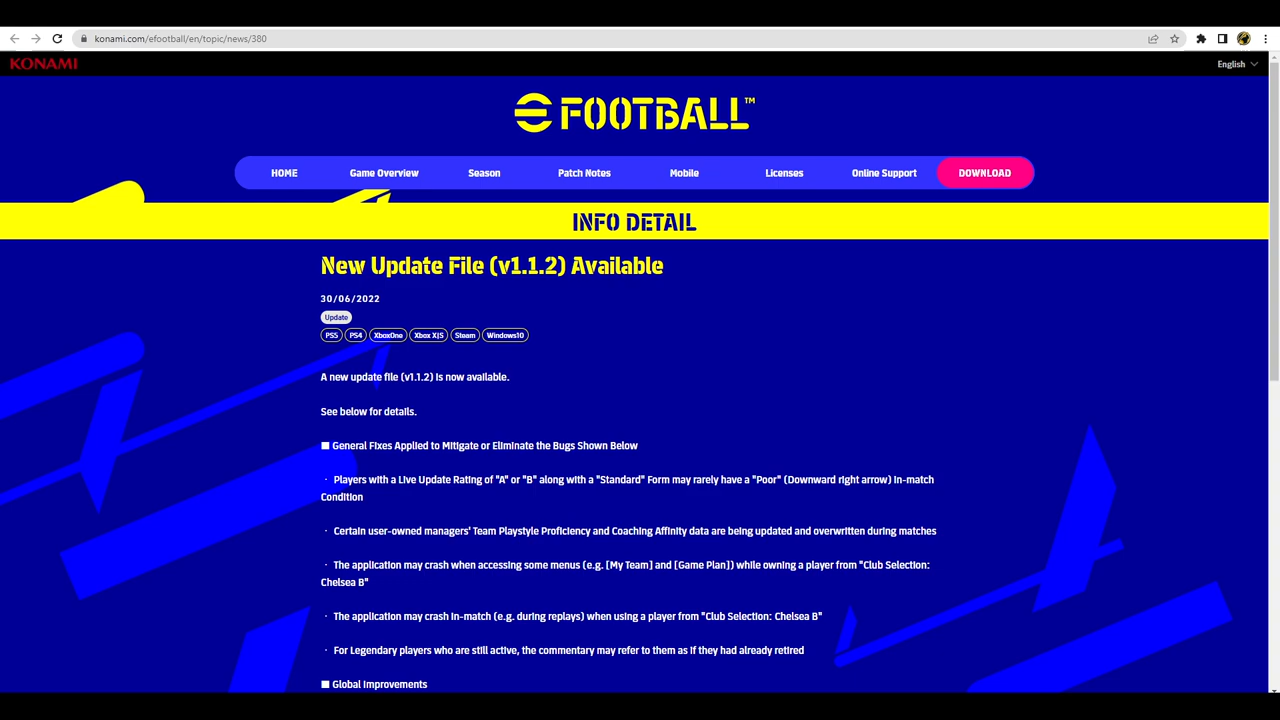 konami.com/efootball/en/topic/news/380
KONAMI
English
FOOTBALL™
HOME
Game Overview
Season
Patch Notes
Mobile
Licenses
Online Support
DOWNLOAD
INFO DETAIL
New Update File (v1.1.2) Available
30/06/2022
Update
PS5 PS4 XboxOne Xbox X|S Steam Windows10
A new update file (v1.1.2) is now available.
See below for details.
■ General Fixes Applied to Mitigate or Eliminate the Bugs Shown Below
・ Players with a Live Update Rating of "A" or "B" along with a "Standard" Form may rarely have a "Poor" (Downward right arrow) in-match
Condition
・ Certain user-owned managers' Team Playstyle Proficiency and Coaching Affinity data are being updated and overwritten during matches
・ The application may crash when accessing some menus (e.g. [My Team] and [Game Plan]) while owning a player from "Club Selection:
Chelsea B"
・ The application may crash in-match (e.g. during replays) when using a player from "Club Selection: Chelsea B"
・ For Legendary players who are still active, the commentary may refer to them as if they had already retired
■ Global Improvements